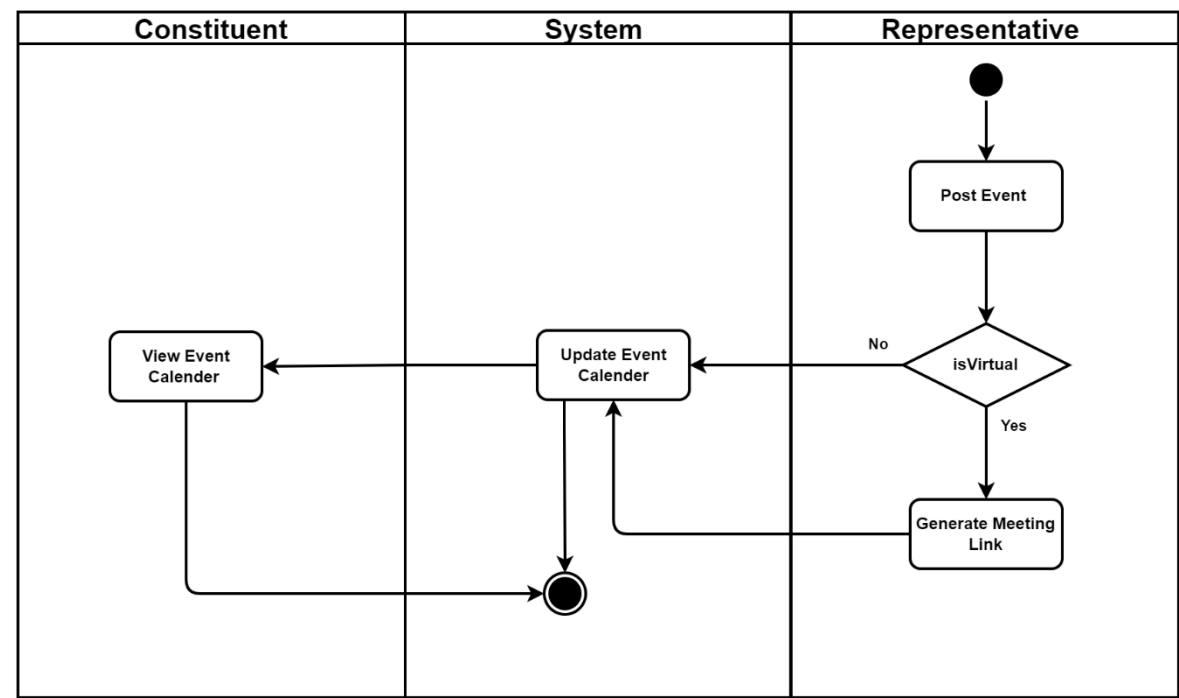 Constituent
System
Representative
Post Event
No
isVirtual
View Event
Calender
Update Event
Calender
Yes
Generate Meeting
Link